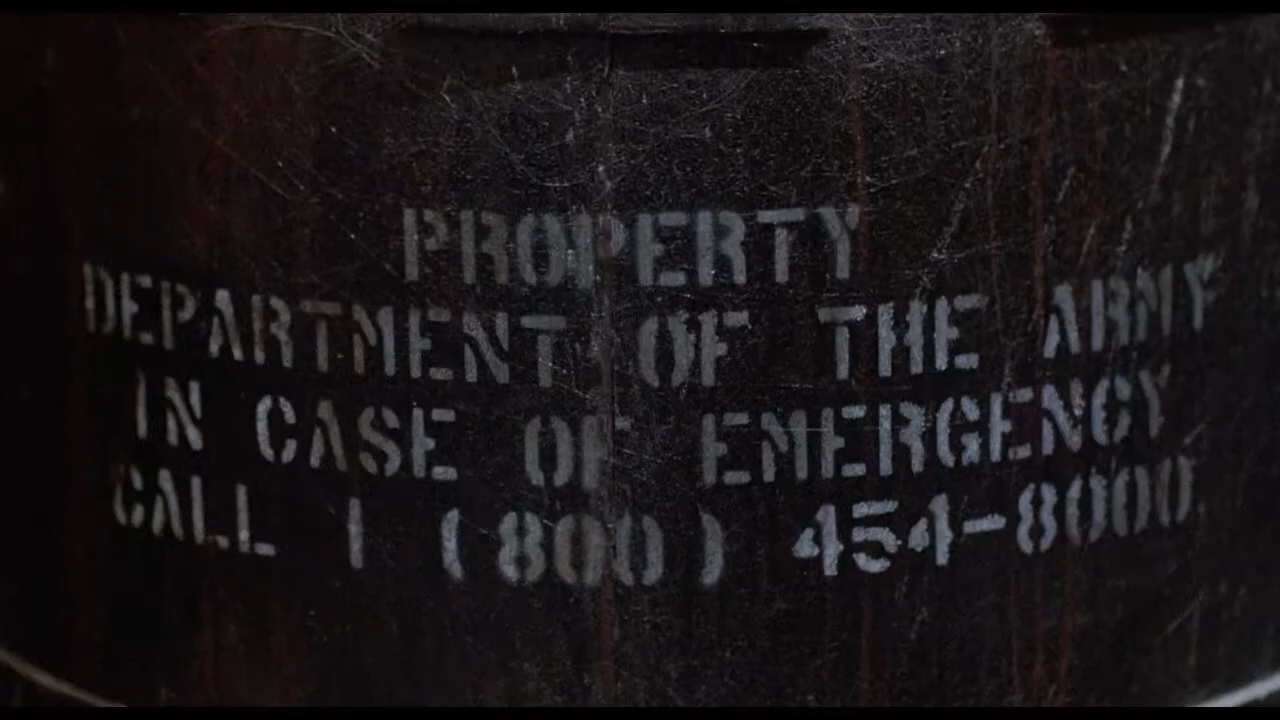 PROPERTY
DEPARTMENT OF THE ARMY
IN CASE OF EMERGENCY
CALL 1 (800) 454-8000